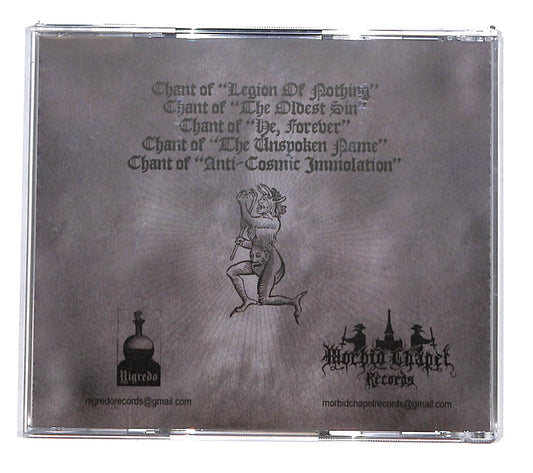 Chant of "Legion Of Nothing"
Chant of "The Oldest Sin"
Chant of "Ye, Forever"
Chant of "The Unspoken Name"
Chant of "Anti-Cosmic Immolation"
Nigredo
nigredorecords@gmail.com
Morbid Chapel
Records
morbidchapelrecords@gmail.com